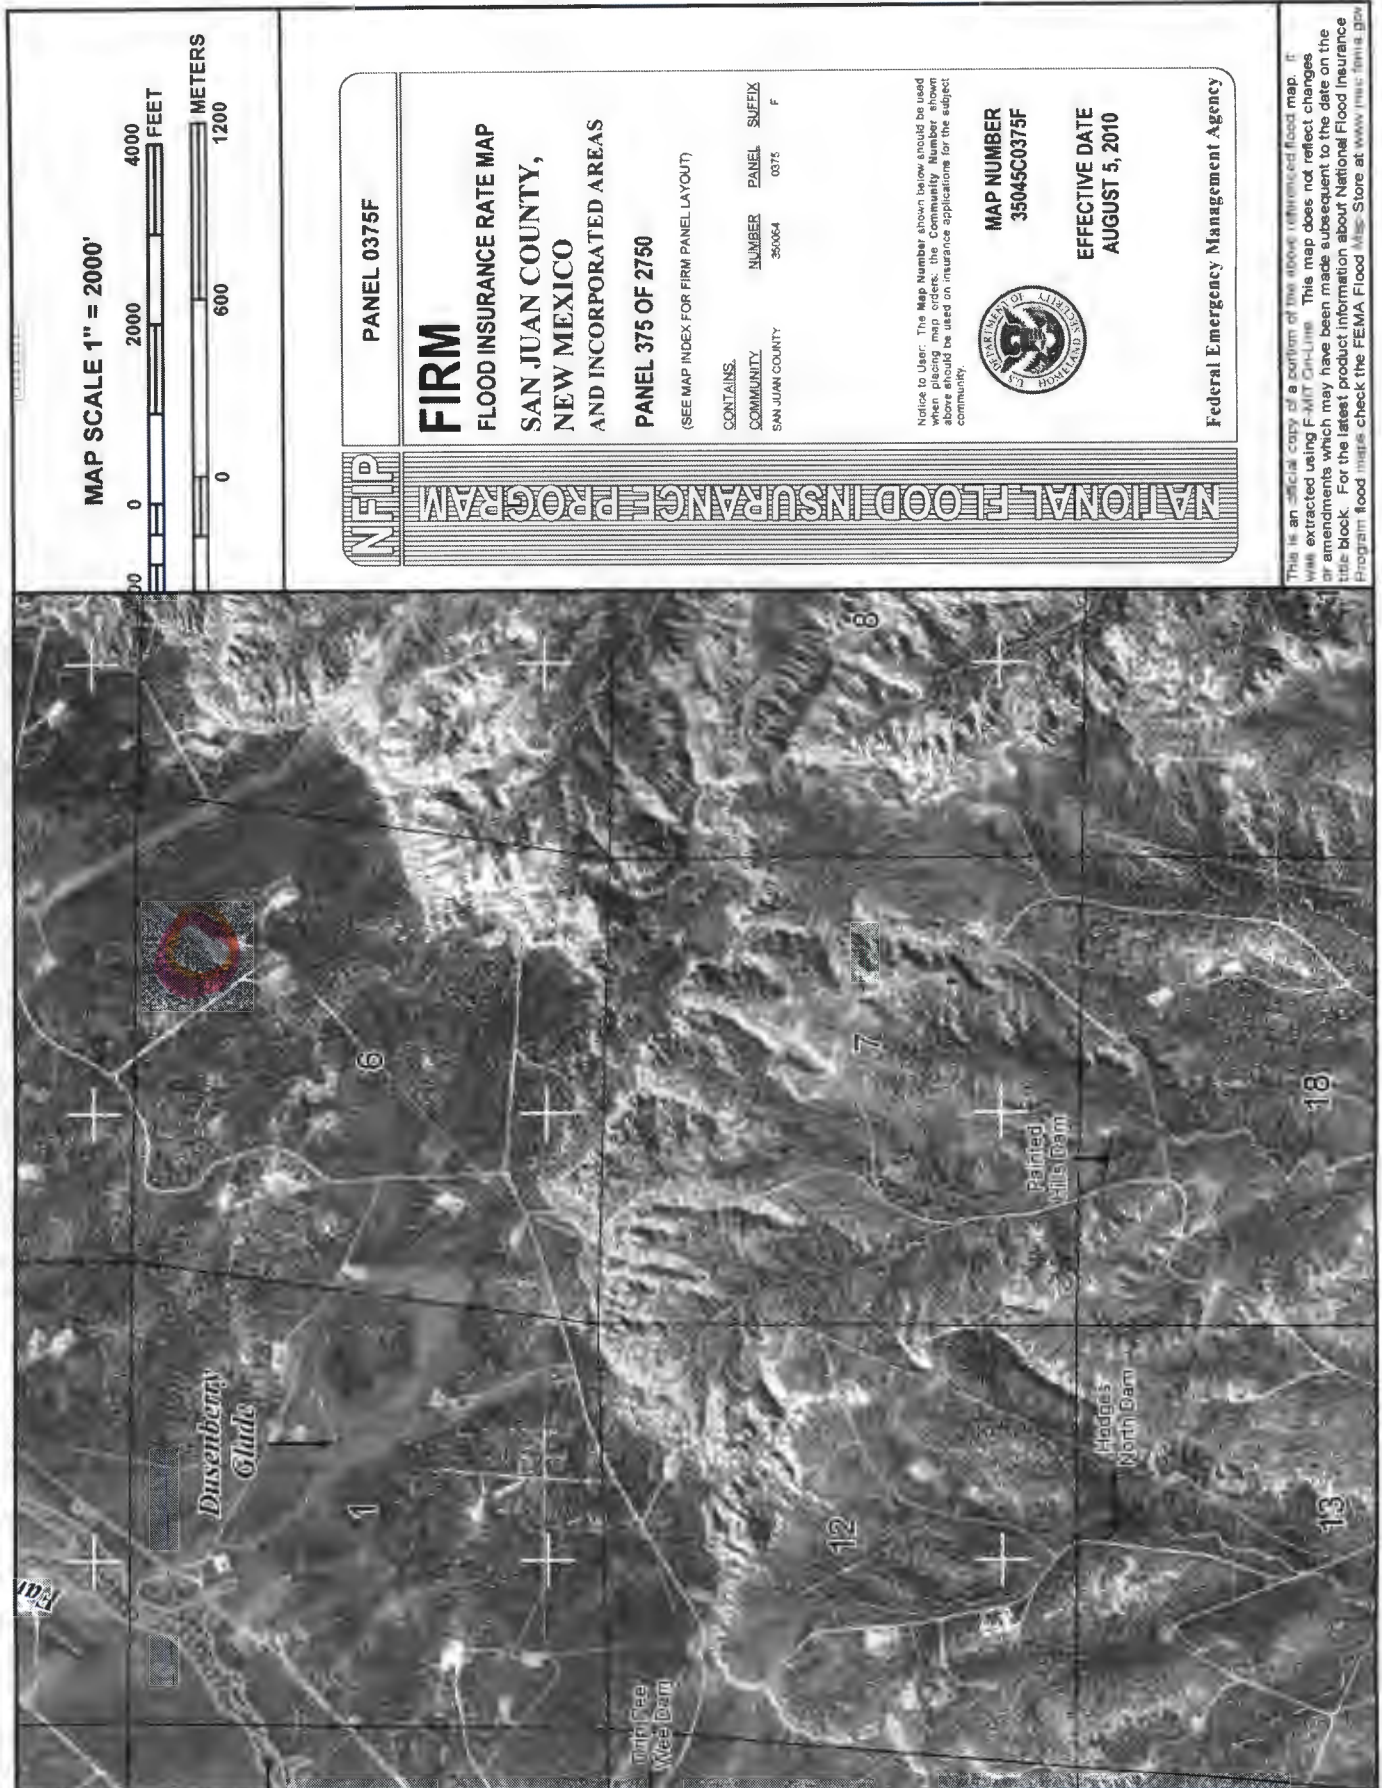 MAP SCALE 1" = 2000'
0 2000 4000
FEET
METERS
0 600 1200
NFIP
PANEL 0375F
NATIONAL FLOOD INSURANCE PROGRAM
FIRM
FLOOD INSURANCE RATE MAP
SAN JUAN COUNTY,
NEW MEXICO
AND INCORPORATED AREAS
PANEL 375 OF 2750
(SEE MAP INDEX FOR FIRM PANEL LAYOUT)
CONTAINS:
COMMUNITY NUMBER PANEL SUFFIX
SAN JUAN COUNTY 350064 0375 F
Notice to User: The Map Number shown below should be used
when placing map orders: the Community Number shown
above should be used on insurance applications for the subject
community.
U.S. DEPARTMENT OF HOMELAND SECURITY
MAP NUMBER
35045C0375F
EFFECTIVE DATE
AUGUST 5, 2010
Federal Emergency Management Agency
This is an official copy of a portion of the above referenced flood map. It
was extracted using F-MIT On-Line. This map does not reflect changes
or amendments which may have been made subsequent to the date on the
title block. For the latest product information about National Flood Insurance
Program flood maps check the FEMA Flood Map Store at www.msc.fema.gov
Dusenberry
Glade
1
6
12
7
8
Painted
Hills Dam
Hodges
North Dam
Wee Dam
13
18